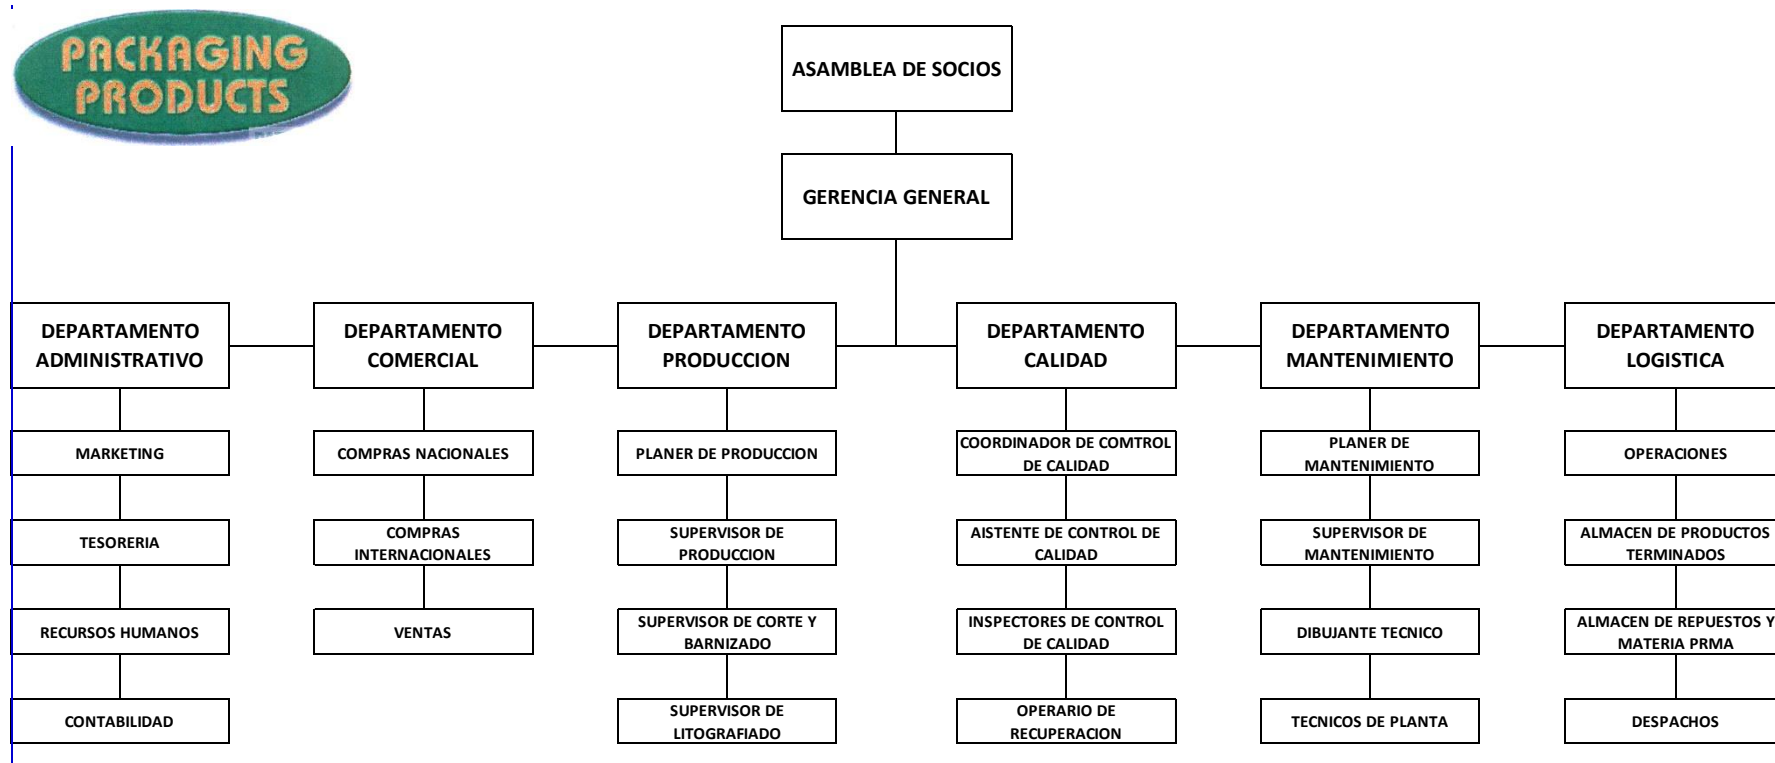 PACKAGING
PRODUCTS
ASAMBLEA DE SOCIOS
GERENCIA GENERAL
DEPARTAMENTO
ADMINISTRATIVO
DEPARTAMENTO
COMERCIAL
DEPARTAMENTO
PRODUCCION
DEPARTAMENTO
CALIDAD
DEPARTAMENTO
MANTENIMIENTO
DEPARTAMENTO
LOGISTICA
MARKETING
COMPRAS NACIONALES
PLANER DE PRODUCCION
COORDINADOR DE COMTROL
DE CALIDAD
PLANER DE
MANTENIMIENTO
OPERACIONES
TESORERIA
COMPRAS
INTERNACIONALES
SUPERVISOR DE
PRODUCCION
AISTENTE DE CONTROL DE
CALIDAD
SUPERVISOR DE
MANTENIMIENTO
ALMACEN DE PRODUCTOS
TERMINADOS
RECURSOS HUMANOS
VENTAS
SUPERVISOR DE CORTE Y
BARNIZADO
INSPECTORES DE CONTROL
DE CALIDAD
DIBUJANTE TECNICO
ALMACEN DE REPUESTOS Y
MATERIA PRMA
CONTABILIDAD
SUPERVISOR DE
LITOGRAFIADO
OPERARIO DE
RECUPERACION
TECNICOS DE PLANTA
DESPACHOS